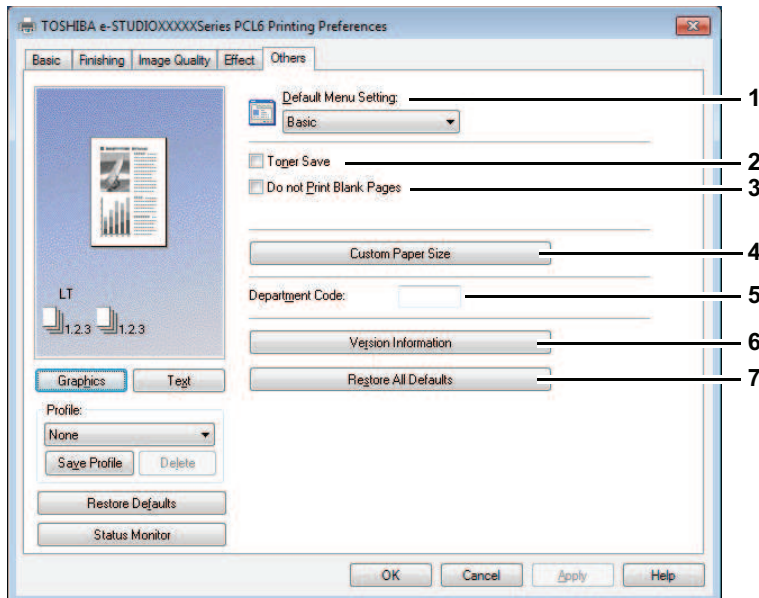 TOSHIBA e-STUDIOXXXXXSeries PCL6 Printing Preferences
Basic Finishing Image Quality Effect Others
Default Menu Setting: 1
Basic
Toner Save 2
Do not Print Blank Pages 3
Custom Paper Size 4
LT
Department Code: 5
1.2.3 1.2.3
Version Information 6
Graphics Text
Restore All Defaults 7
Profile:
None
Save Profile Delete
Restore Defaults
Status Monitor
OK Cancel Apply Help